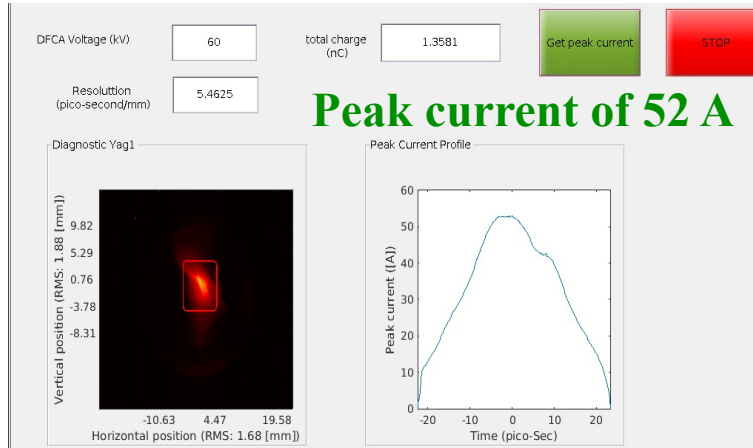 DFCA Voltage (kV)
60
total charge
(nC)
1.3581
Get peak current
STOP
Resoluttion
(pico-second/mm)
5.4625
Peak current of 52 A
Diagnostic Yag1
Vertical position (RMS: 1.88 [mm])
9.82
5.29
0.76
-3.78
-8.31
-10.63
4.47
19.58
Horizontal position (RMS: 1.68 [mm])
Peak Current Profile
Peak current ([A])
60
50
40
30
20
10
0
-20
-10
0
10
20
Time (pico-Sec)